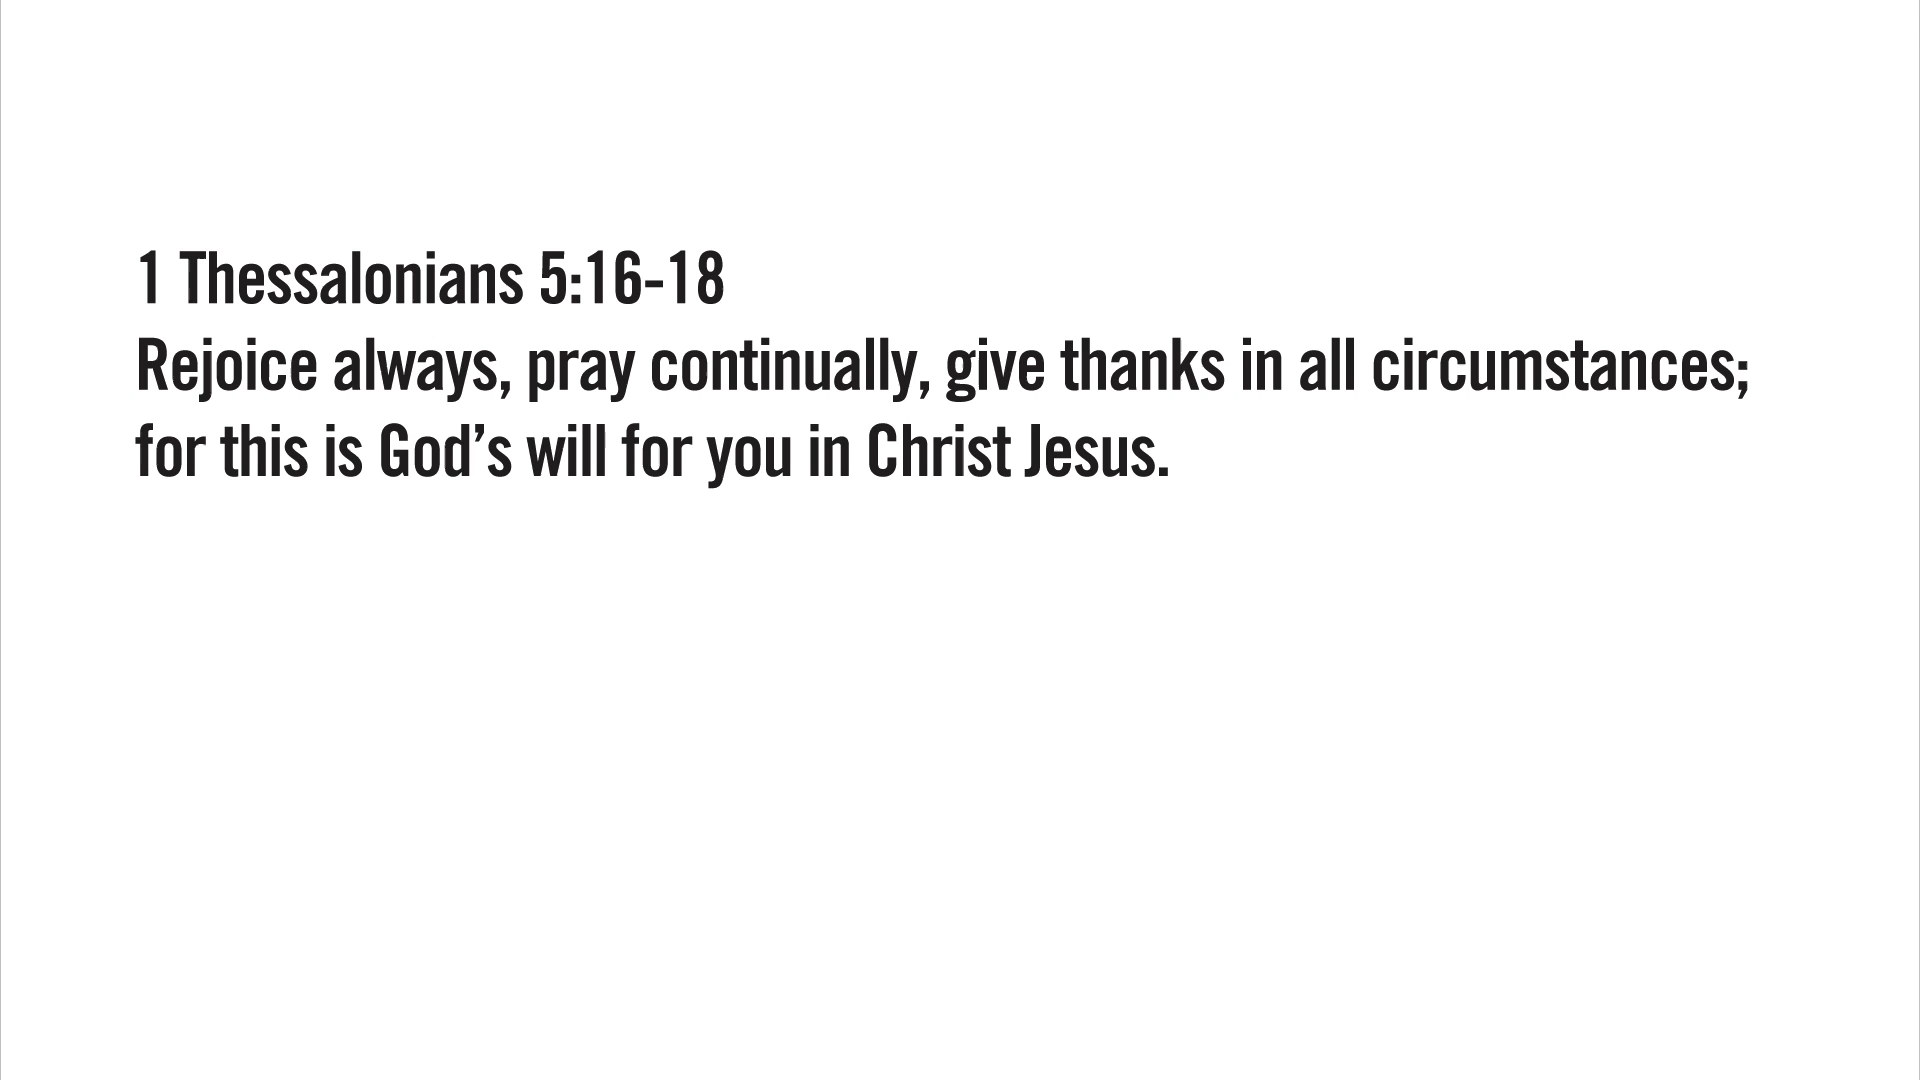 1 Thessalonians 5:16-18
Rejoice always, pray continually, give thanks in all circumstances;
for this is God’s will for you in Christ Jesus.